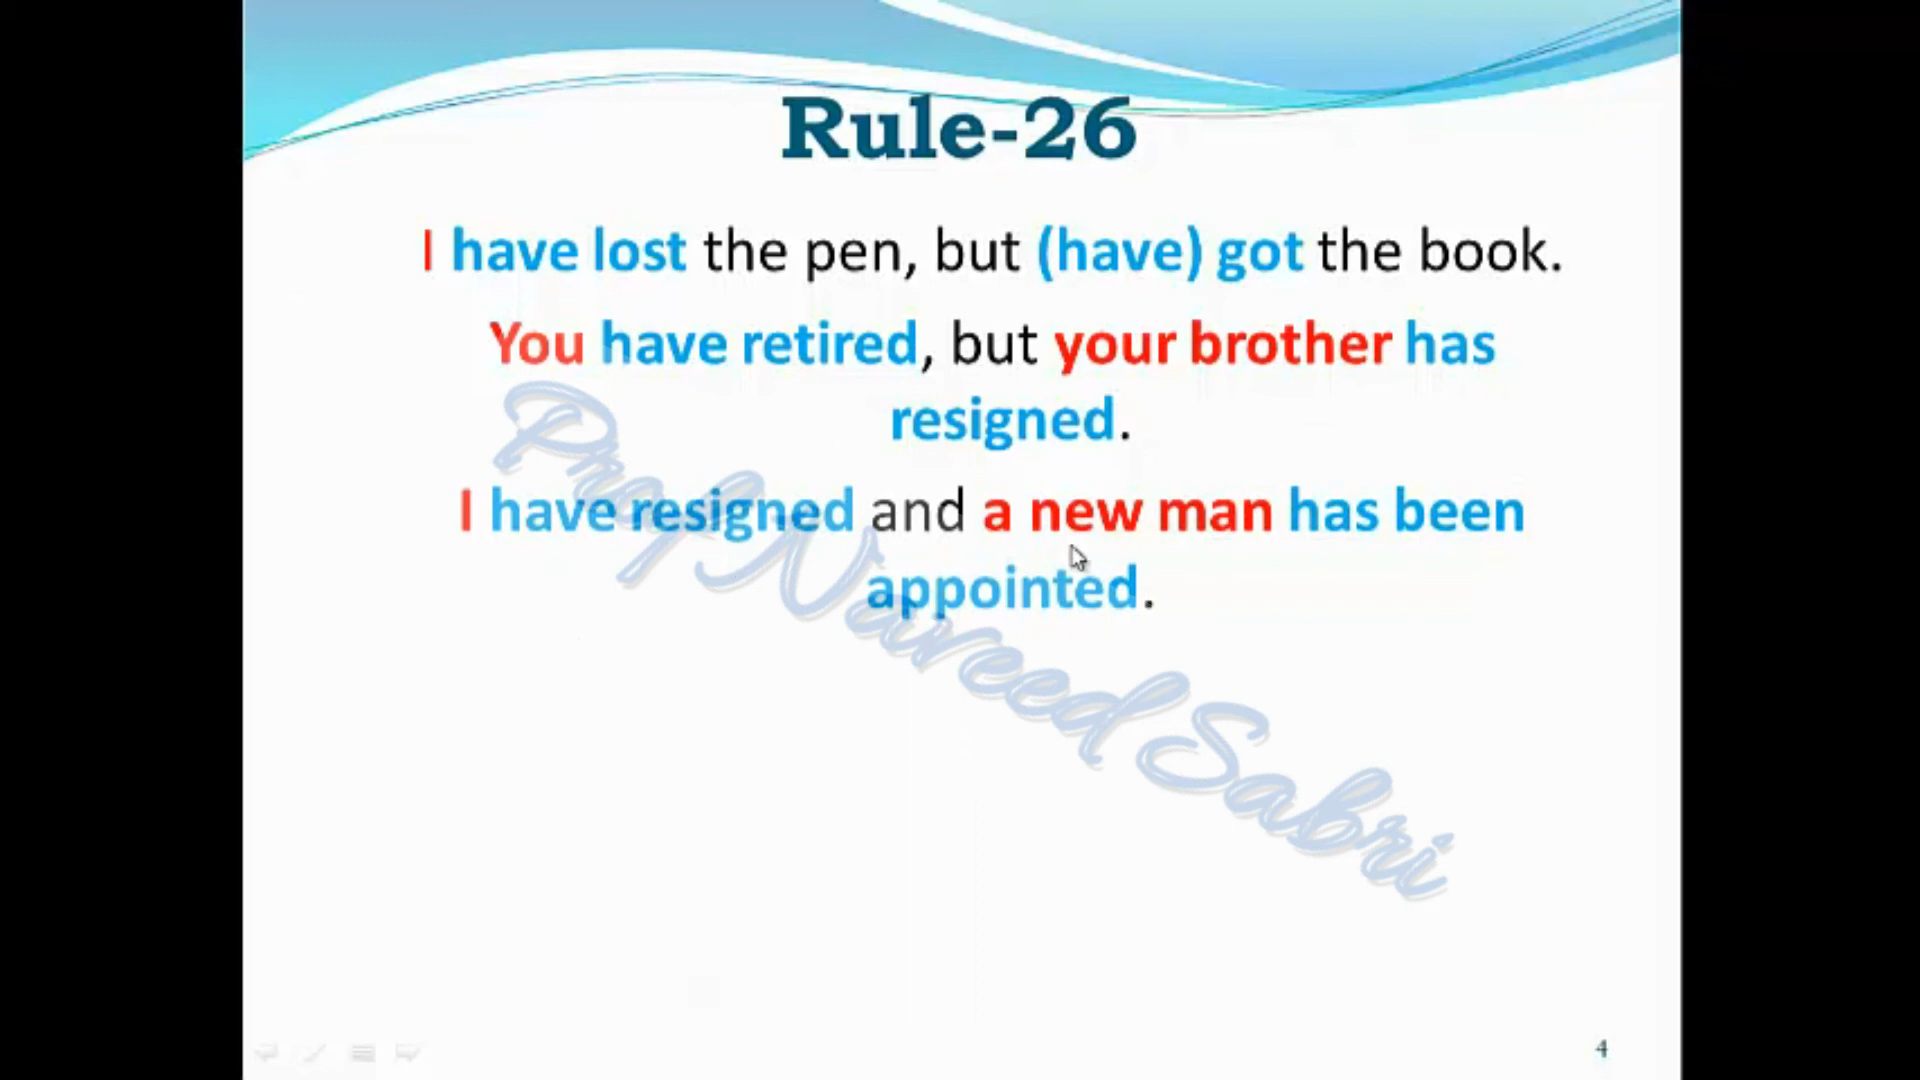 Rule-26
I have lost the pen, but (have) got the book.
You have retired, but your brother has
resigned.
I have resigned and a new man has been
appointed.
Prof Naveed Sabri
4